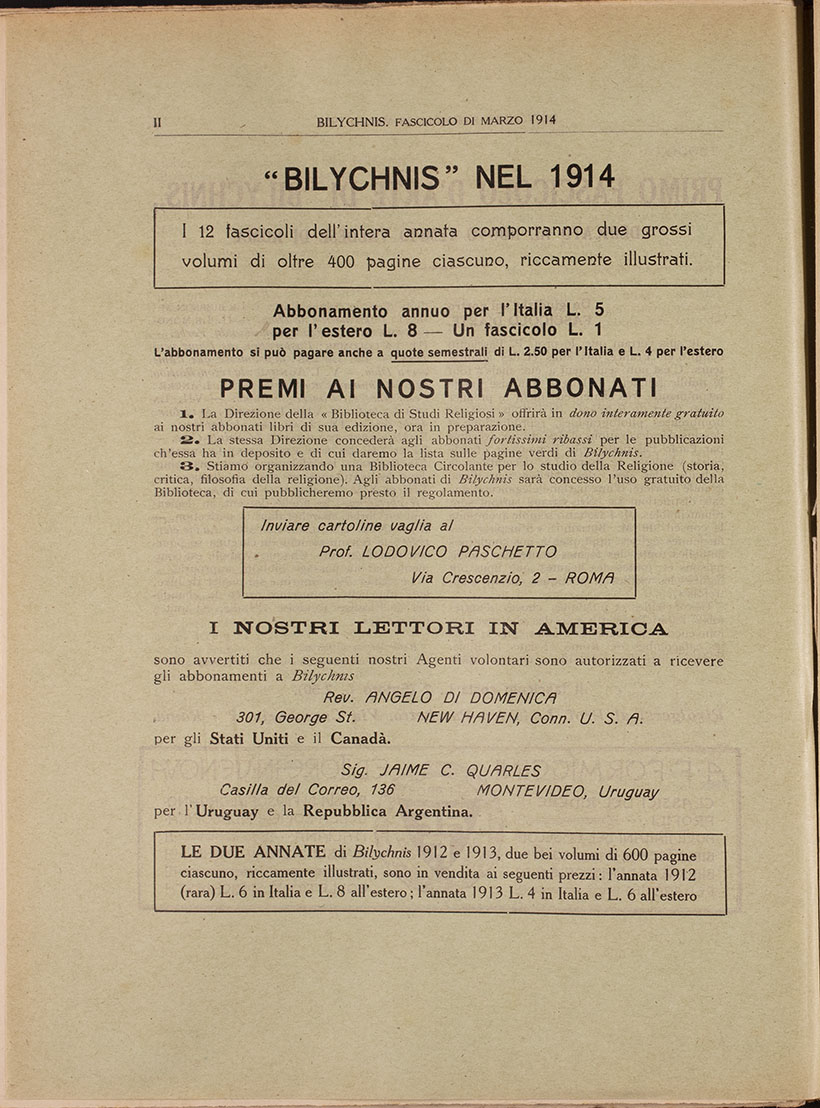 II BILYCHNIS. FASCICOLO DI MARZO 1914
“BILYCHNIS” NEL 1914
I 12 fascicoli dell'intera annata comporranno due grossi
volumi di oltre 400 pagine ciascuno, riccamente illustrati.
Abbonamento annuo per l'Italia L. 5
per l'estero L. 8 — Un fascicolo L. 1
L'abbonamento si può pagare anche a quote semestrali di L. 2.50 per l'Italia e L. 4 per l'estero
PREMI AI NOSTRI ABBONATI
1. La Direzione della « Biblioteca di Studi Religiosi » offrirà in dono interamente gratuito
ai nostri abbonati libri di sua edizione, ora in preparazione.
2. La stessa Direzione concederà agli abbonati fortissimi ribassi per le pubblicazioni
ch'essa ha in deposito e di cui daremo la lista sulle pagine verdi di Bilychnis.
3. Stiamo organizzando una Biblioteca Circolante per lo studio della Religione (storia,
critica, filosofia della religione). Agli abbonati di Bilychnis sarà concesso l'uso gratuito della
Biblioteca, di cui pubblicheremo presto il regolamento.
Inviare cartoline vaglia al
Prof. LODOVICO PASCHETTO
Via Crescenzio, 2 – ROMA
I NOSTRI LETTORI IN AMERICA
sono avvertiti che i seguenti nostri Agenti volontari sono autorizzati a ricevere
gli abbonamenti a Bilychnis
Rev. ANGELO DI DOMENICA
301, George St. NEW HAVEN, Conn. U. S. A.
per gli Stati Uniti e il Canadà.
Sig. JAIME C. QUARLES
Casilla del Correo, 136 MONTEVIDEO, Uruguay
per l'Uruguay e la Repubblica Argentina.
LE DUE ANNATE di Bilychnis 1912 e 1913, due bei volumi di 600 pagine
ciascuno, riccamente illustrati, sono in vendita ai seguenti prezzi : l'annata 1912
(rara) L. 6 in Italia e L. 8 all'estero ; l'annata 1913 L. 4 in Italia e L. 6 all'estero